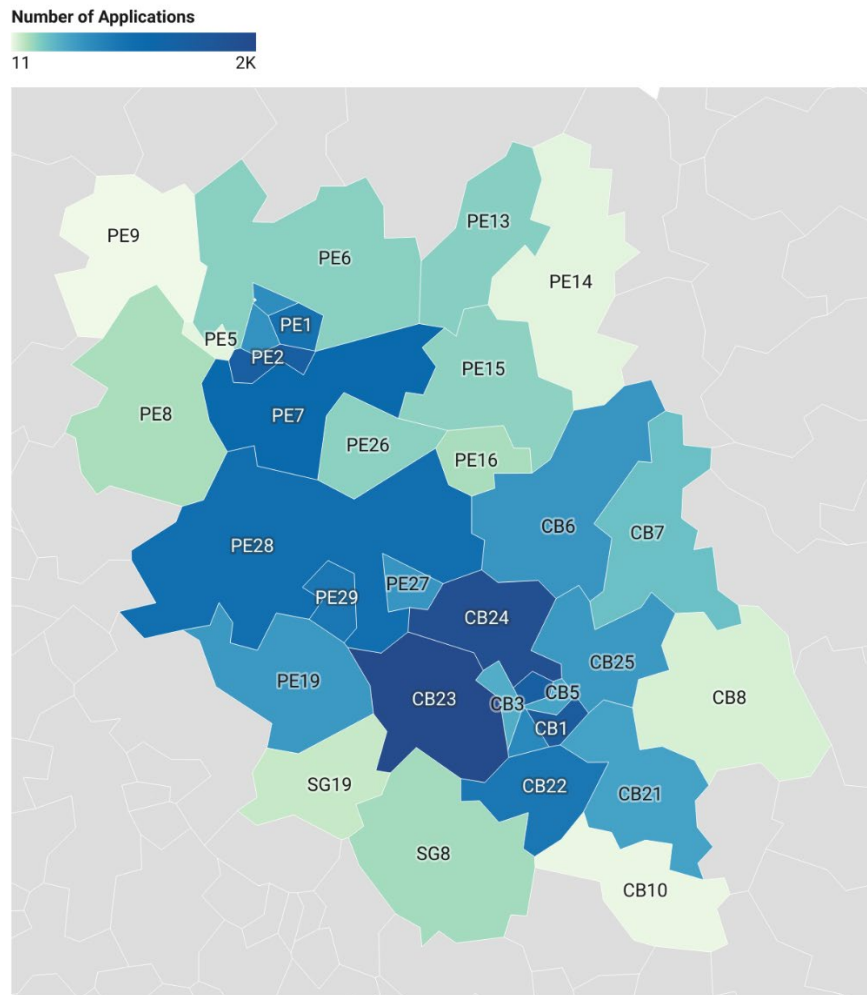 Number of Applications
11 2K
PE9
PE6
PE13
PE14
PE5
PE1
PE2
PE15
PE8
PE7
PE26
PE16
CB6
CB7
PE28
PE27
PE29
CB24
CB25
PE19
CB23
CB3
CB5
CB8
CB1
SG19
CB22
CB21
SG8
CB10